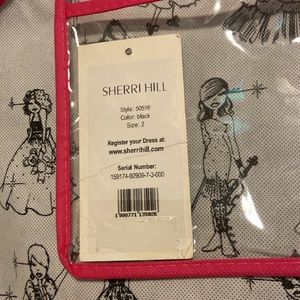 SHERRI HILL
Style: 50518
Color: black
Size: 2
Register your Dress at:
www.sherrihill.com
Serial Number:
159174-92909-7-3-000